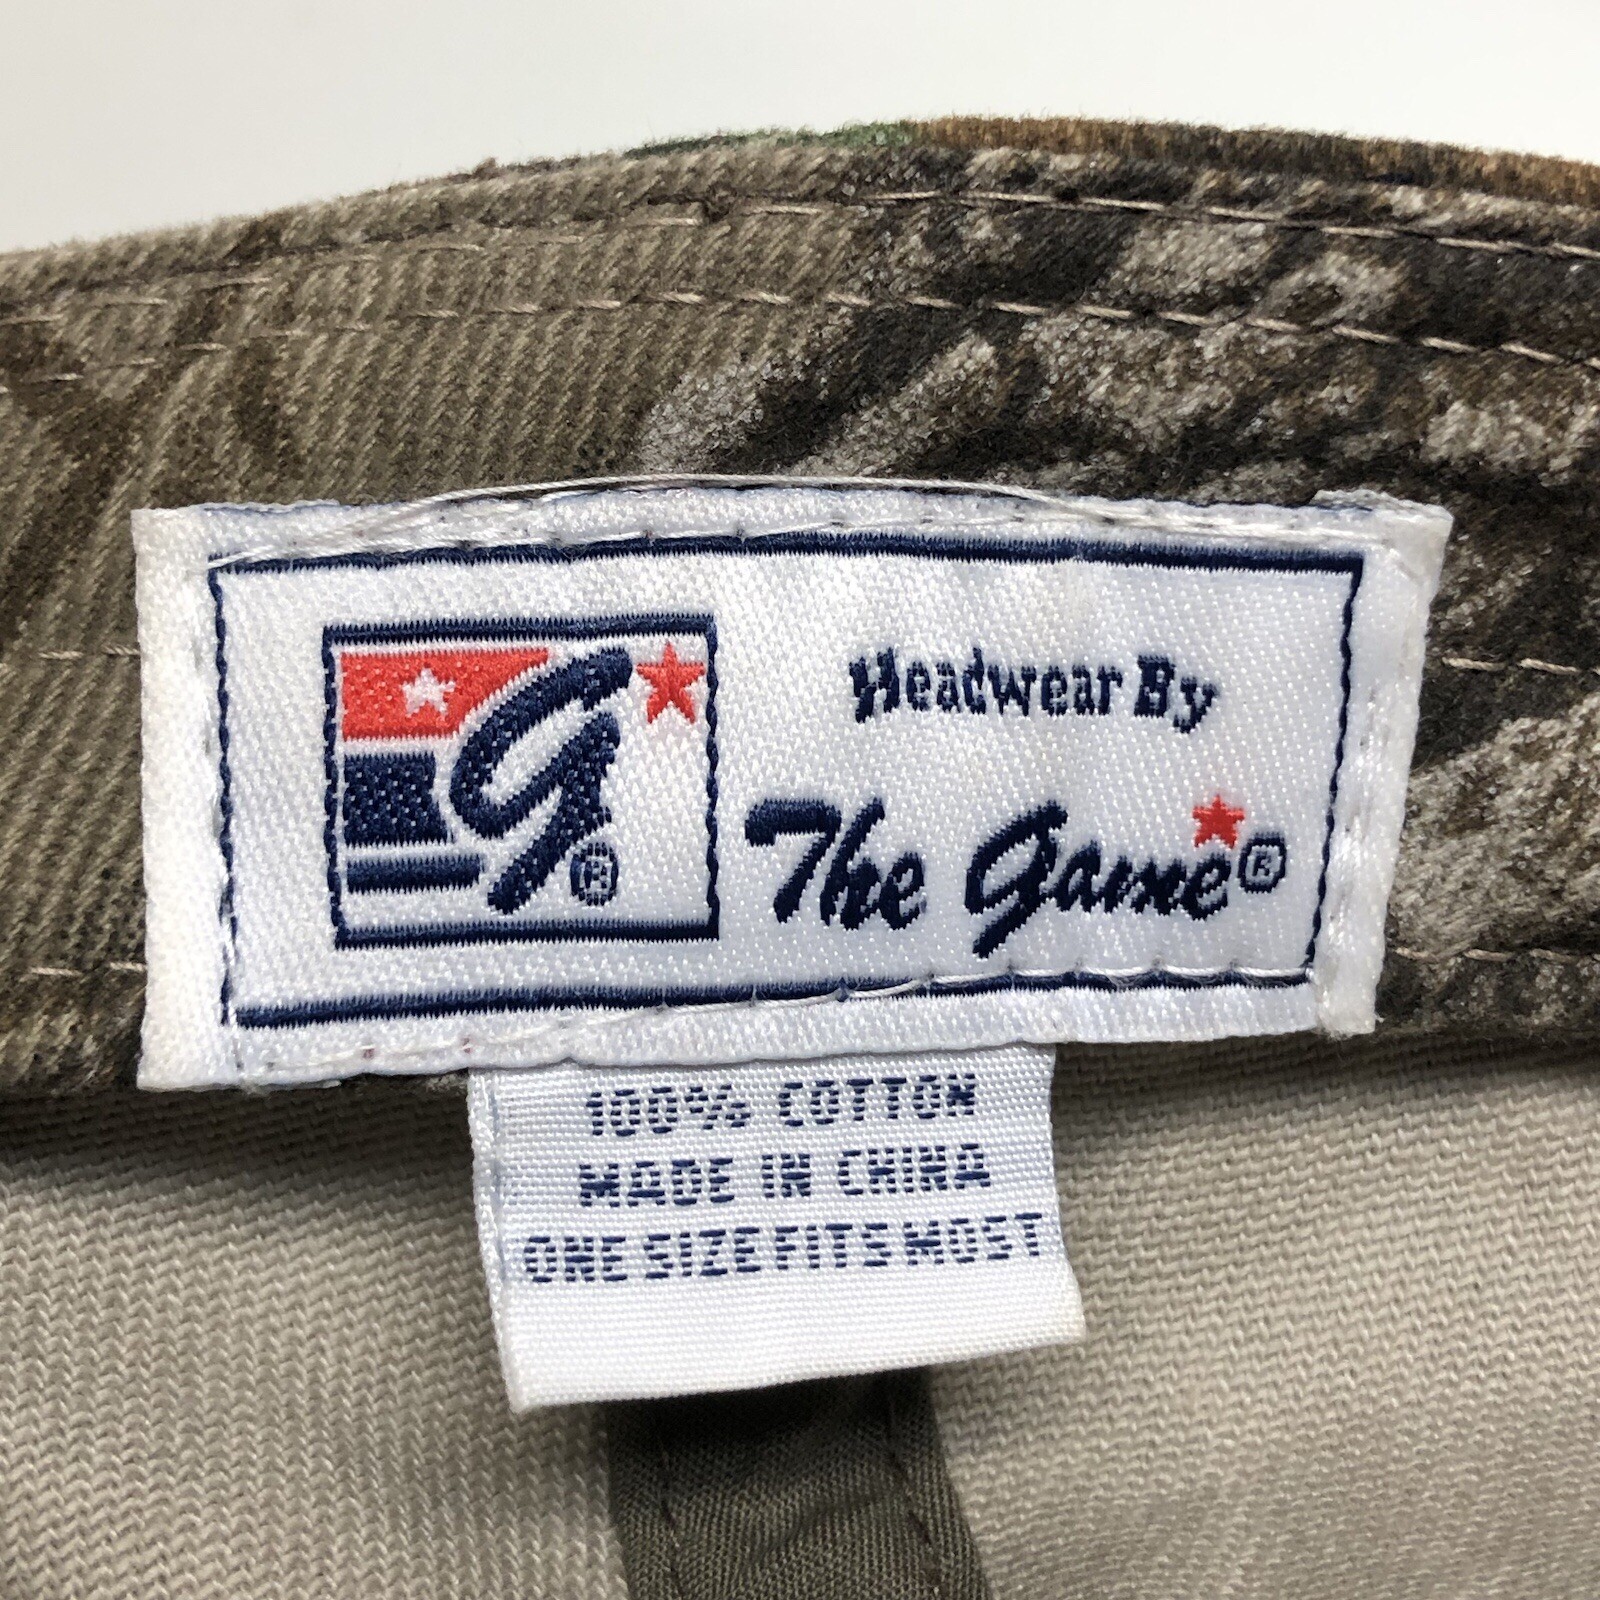 G®
Headwear By
The Game®
100% COTTON
MADE IN CHINA
ONE SIZE FITS MOST